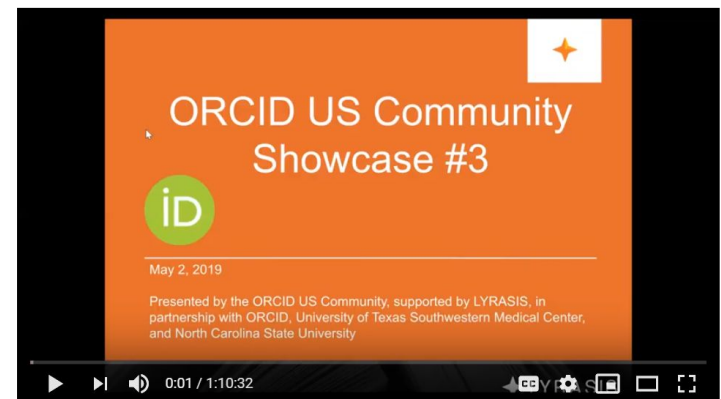 ORCID US Community
Showcase #3
iD
May 2, 2019
Presented by the ORCID US Community, supported by LYRASIS, in
partnership with ORCID, University of Texas Southwestern Medical Center,
and North Carolina State University
0:01 / 1:10:32
CC